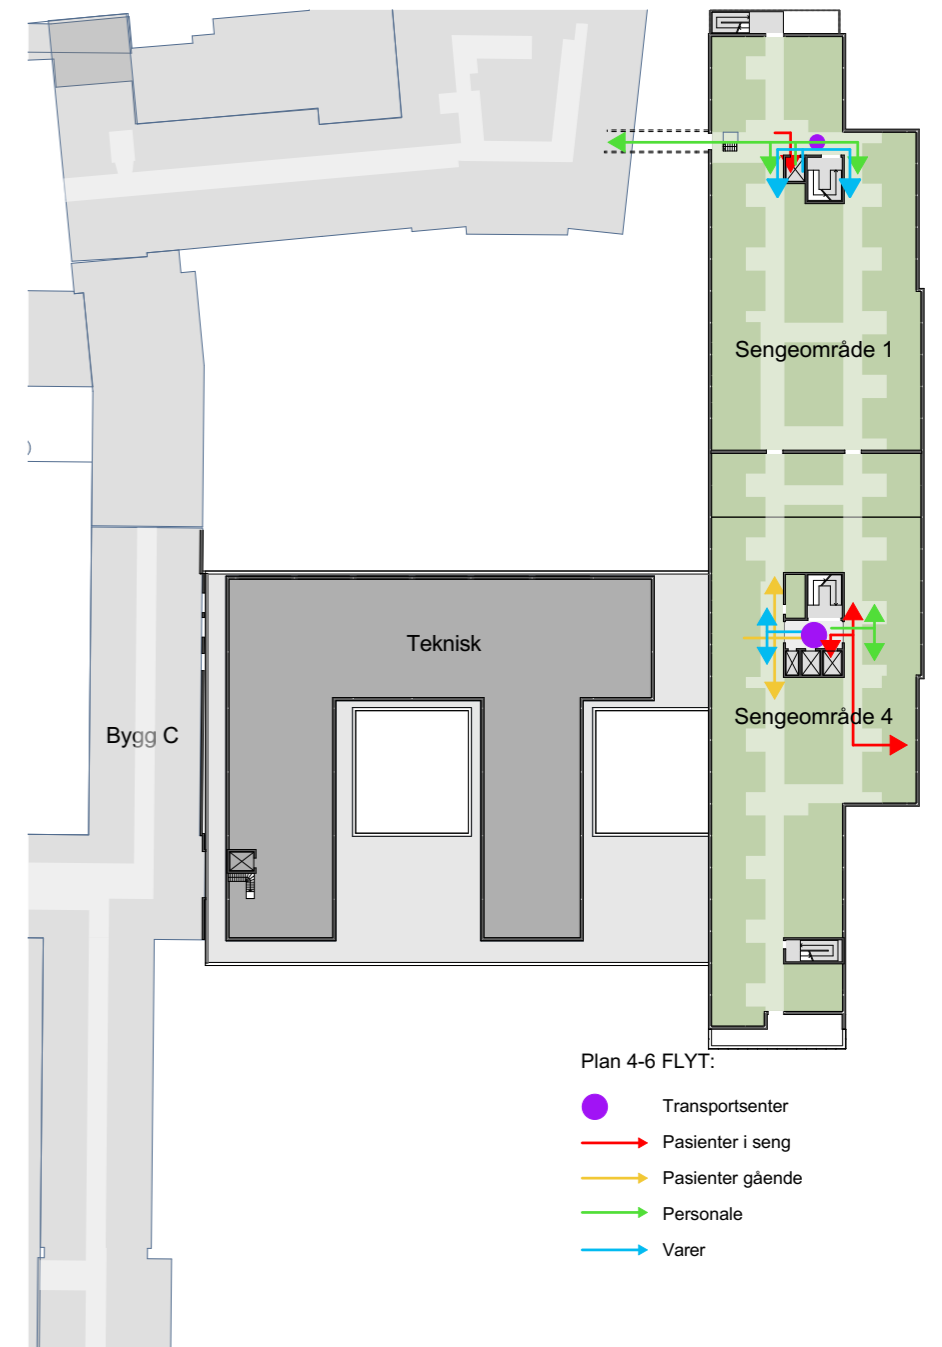 Sengeområde 1
Teknisk
Bygg C
Sengeområde 4
Plan 4-6 FLYT:
Transportsenter
Pasienter i seng
Pasienter gående
Personale
Varer